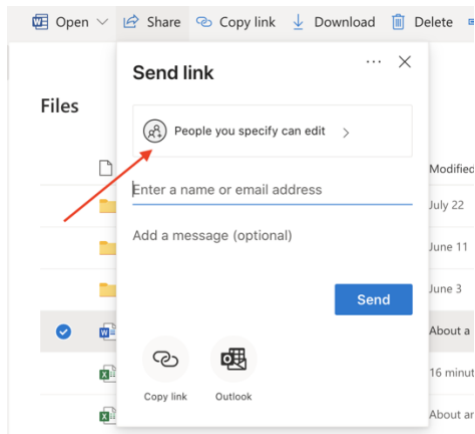 Open Share Copy link Download Delete
Send link
Files
People you specify can edit
Modified
Enter a name or email address
July 22
Add a message (optional)
June 11
June 3
Send
About a
16 minut
Copy link Outlook
About an